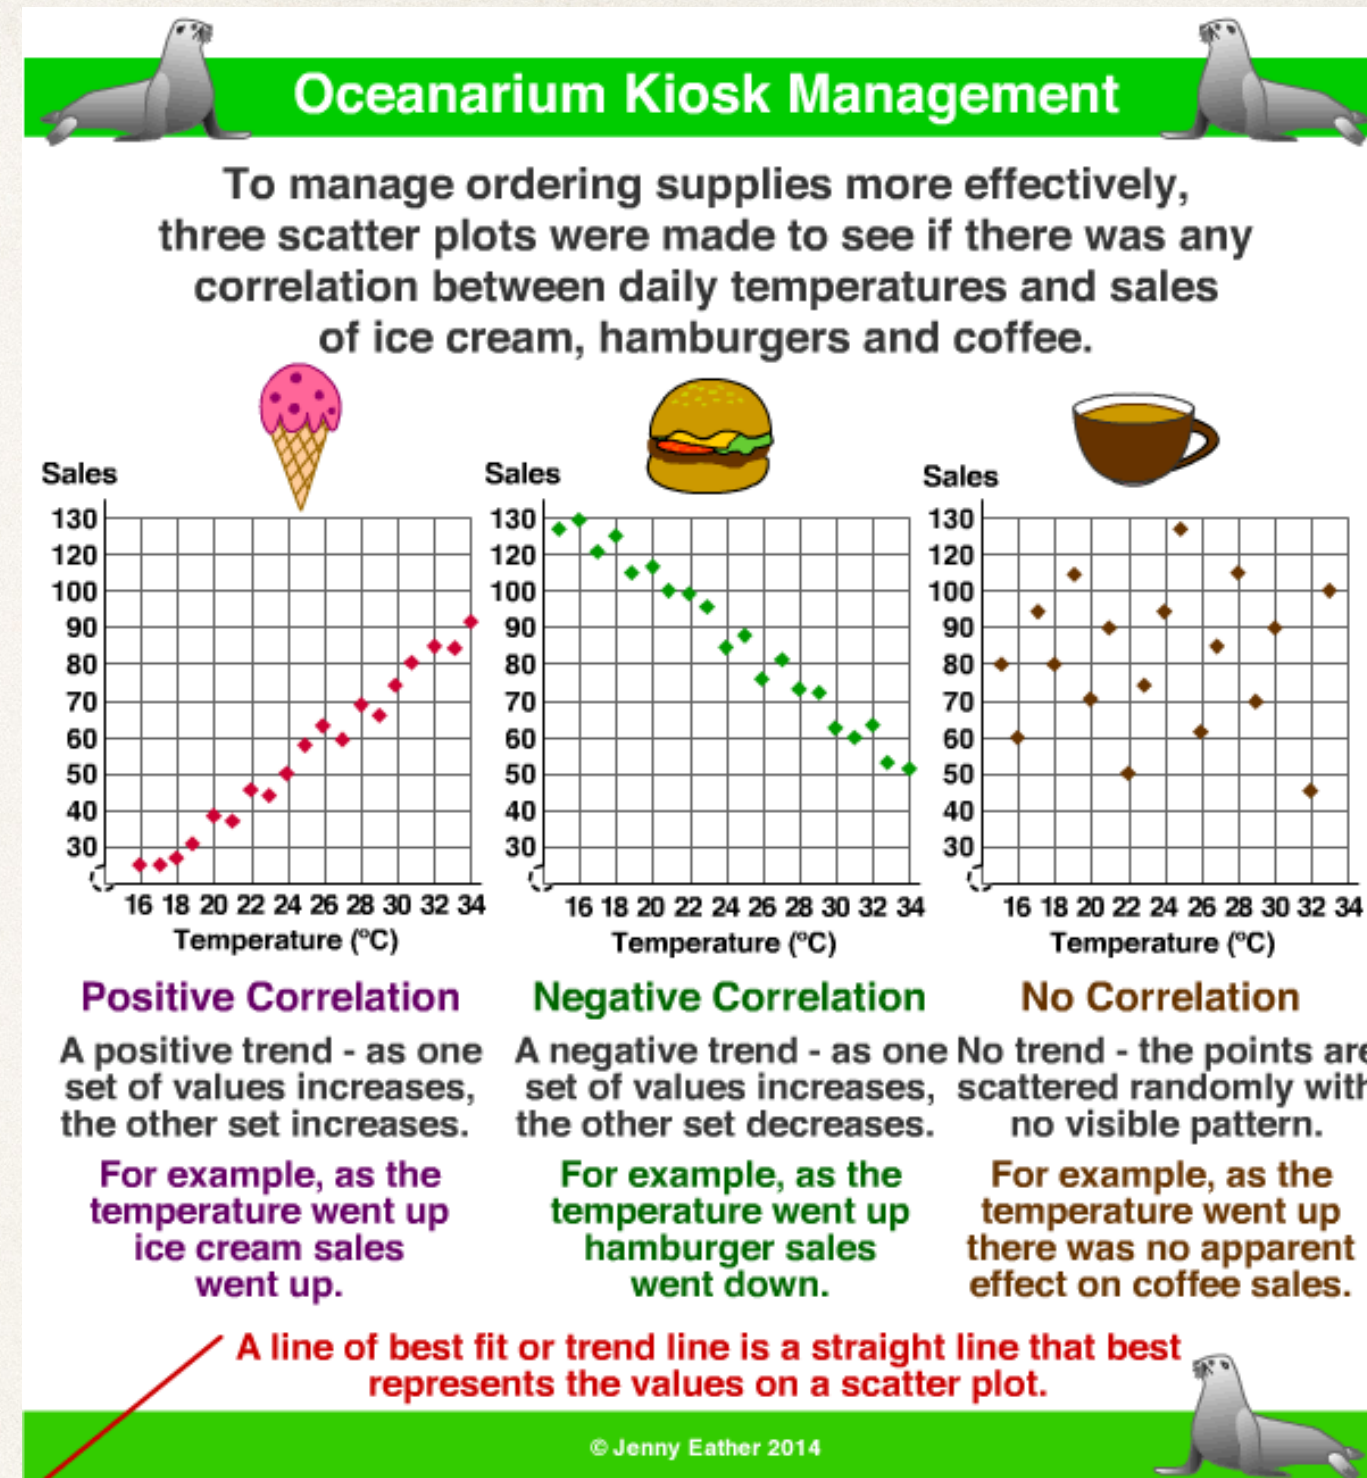 Oceanarium Kiosk Management
To manage ordering supplies more effectively,
three scatter plots were made to see if there was any
correlation between daily temperatures and sales
of ice cream, hamburgers and coffee.
Sales
130
120
100
90
80
70
60
50
40
30
16 18 20 22 24 26 28 30 32 34
Temperature (ºC)
Sales
130
120
100
90
80
70
60
50
40
30
16 18 20 22 24 26 28 30 32 34
Temperature (ºC)
Sales
130
120
100
90
80
70
60
50
40
30
16 18 20 22 24 26 28 30 32 34
Temperature (ºC)
Positive Correlation
A positive trend - as one
set of values increases,
the other set increases.
For example, as the
temperature went up
ice cream sales
went up.
Negative Correlation
A negative trend - as one
set of values increases,
the other set decreases.
For example, as the
temperature went up
hamburger sales
went down.
No Correlation
No trend - the points are
scattered randomly with
no visible pattern.
For example, as the
temperature went up
there was no apparent
effect on coffee sales.
A line of best fit or trend line is a straight line that best
represents the values on a scatter plot.
© Jenny Eather 2014